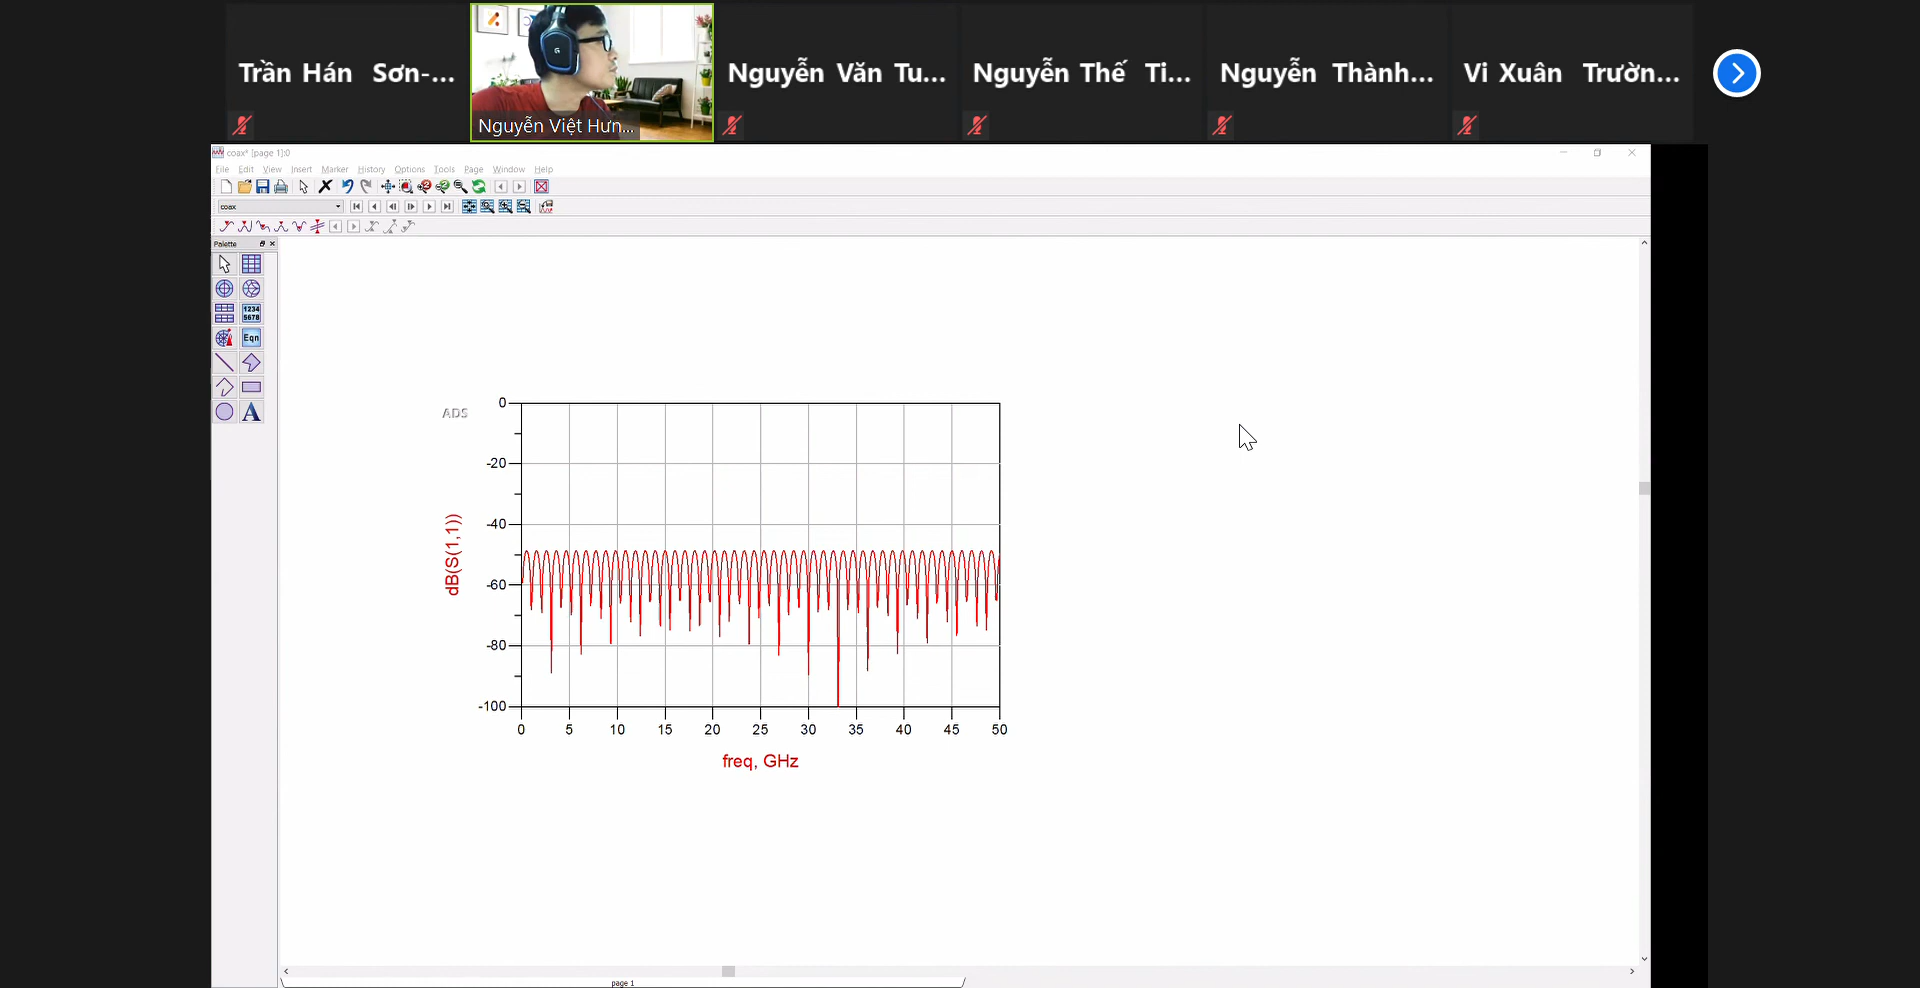 Trần Hán Sơn-...
Nguyễn Việt Hưn...
Nguyễn Văn Tu...
Nguyễn Thế Ti...
Nguyễn Thành...
Vi Xuân Trườn...
coax* [page 1]:0
File Edit View Insert Marker History Options Tools Page Window Help
coax
Palette
1234
5678
Eqn
A
ADS
0
-20
-40
-60
-80
-100
dB(S(1,1))
0 5 10 15 20 25 30 35 40 45 50
freq, GHz
page 1